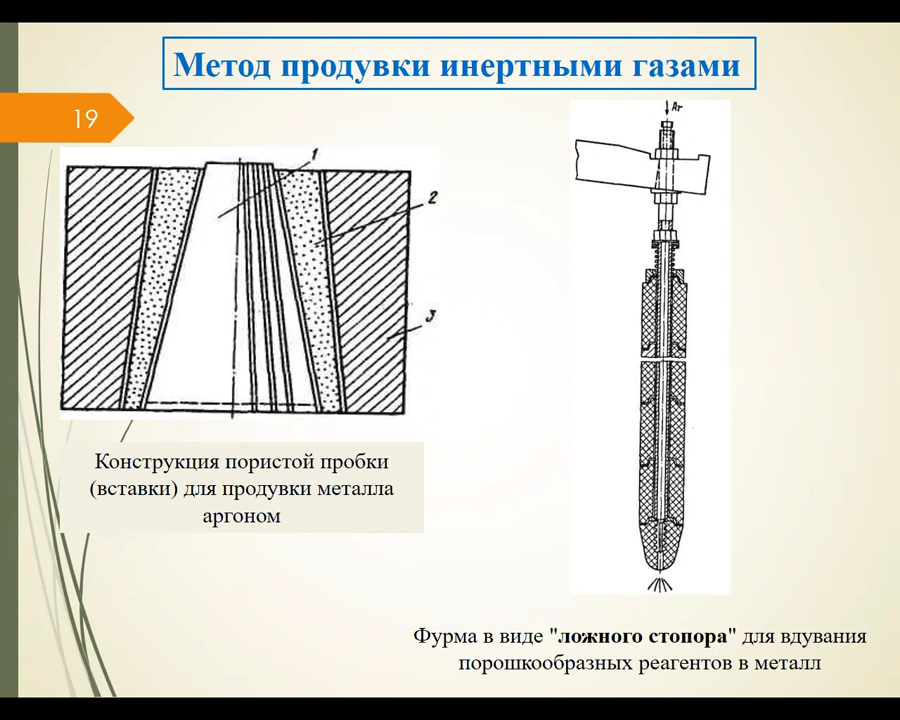 Метод продувки инертными газами
19
Ar
1
2
3
Конструкция пористой пробки
(вставки) для продувки металла
аргоном
Фурма в виде "ложного стопора" для вдувания
порошкообразных реагентов в металл